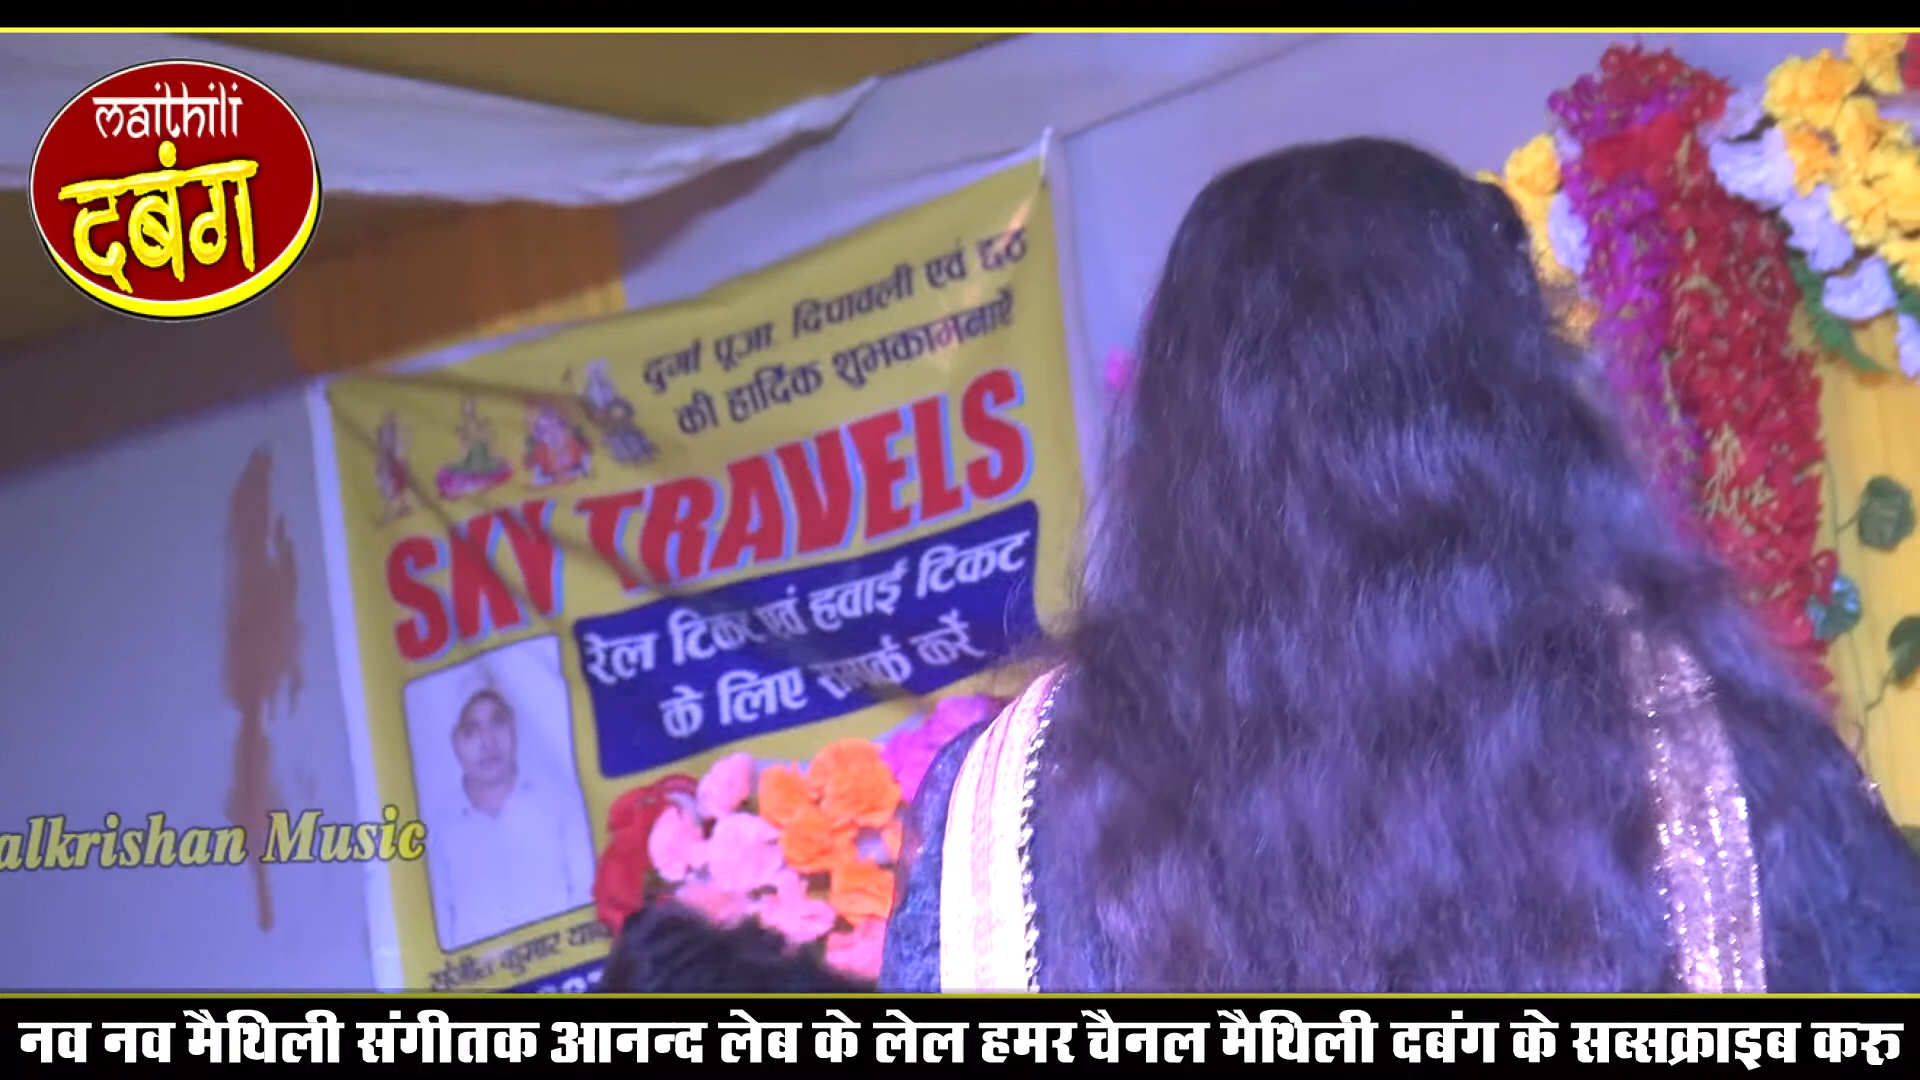 maithili
दबंग
दुर्गा पूजा दिपावली एवं छठ
की हार्दिक शुभकामनाऐं
SKY TRAVELS
रेल टिकट एवं हवाई टिकट
के लिए सम्पर्क करें
कुमार
alkrishan Music
नव नव मैथिली संगीतक आनन्द लेब के लेल हमर चैनल मैथिली दबंग के सब्सक्राइब करु